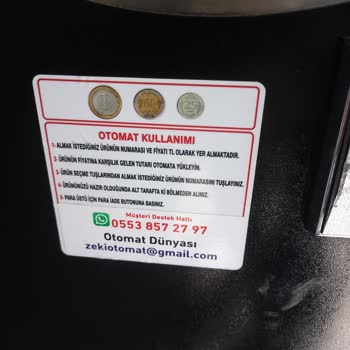 1
50
25
OTOMAT KULLANIMI
1- ALMAK İSTEDİĞİNİZ ÜRÜNÜN NUMARASI VE FİYATI TL OLARAK YER ALMAKTADIR.
2- ÜRÜNÜN FİYATINA KARŞILIK GELEN TUTARI OTOMATA YÜKLEYİN.
3- ÜRÜN SEÇME TUŞLARINDAN ALMAK İSTEDİĞİNİZ ÜRÜNÜN NUMARASINI TUŞLAYINIZ.
4- ÜRÜNÜNÜZÜ HAZIR OLDUĞUNDA ALT TARAFTA Kİ BÖLMEDEN ALINIZ.
5- PARA ÜSTÜ İÇİN PARA İADE BUTONUNA BASINIZ.
Müşteri Destek Hattı
0553 857 27 97
Otomat Dünyası
zekiotomat@gmail.com